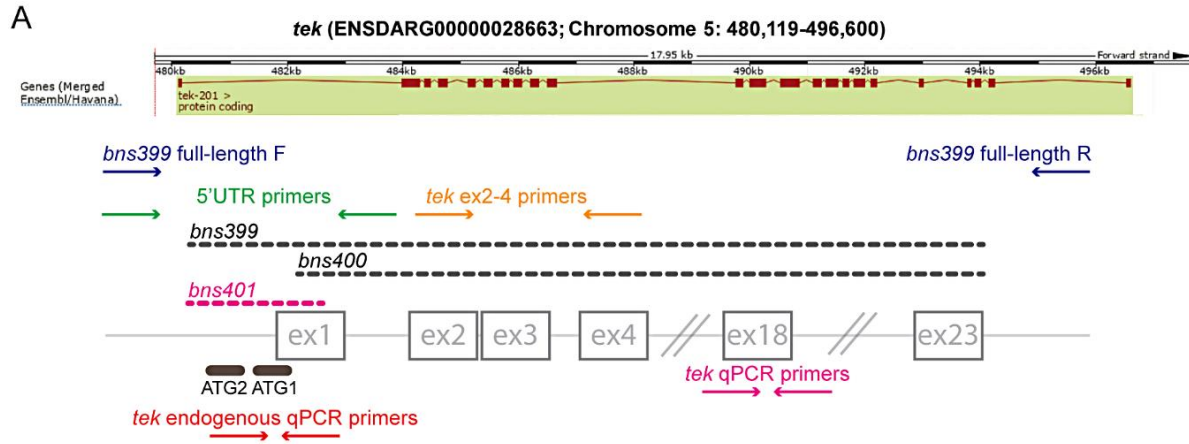 A
tek (ENSDARG00000028663; Chromosome 5: 480,119-496,600)
17.95 kb
Forward strand
480kb 482kb 484kb 486kb 488kb 490kb 492kb 494kb 496kb
Genes (Merged
Ensembl/Havana)
tek-201 >
protein coding
bns399 full-length F
bns399 full-length R
5'UTR primers
tek ex2-4 primers
bns399
bns400
bns401
ex1 ex2 ex3 ex4 ex18 ex23
ATG2 ATG1
tek qPCR primers
tek endogenous qPCR primers